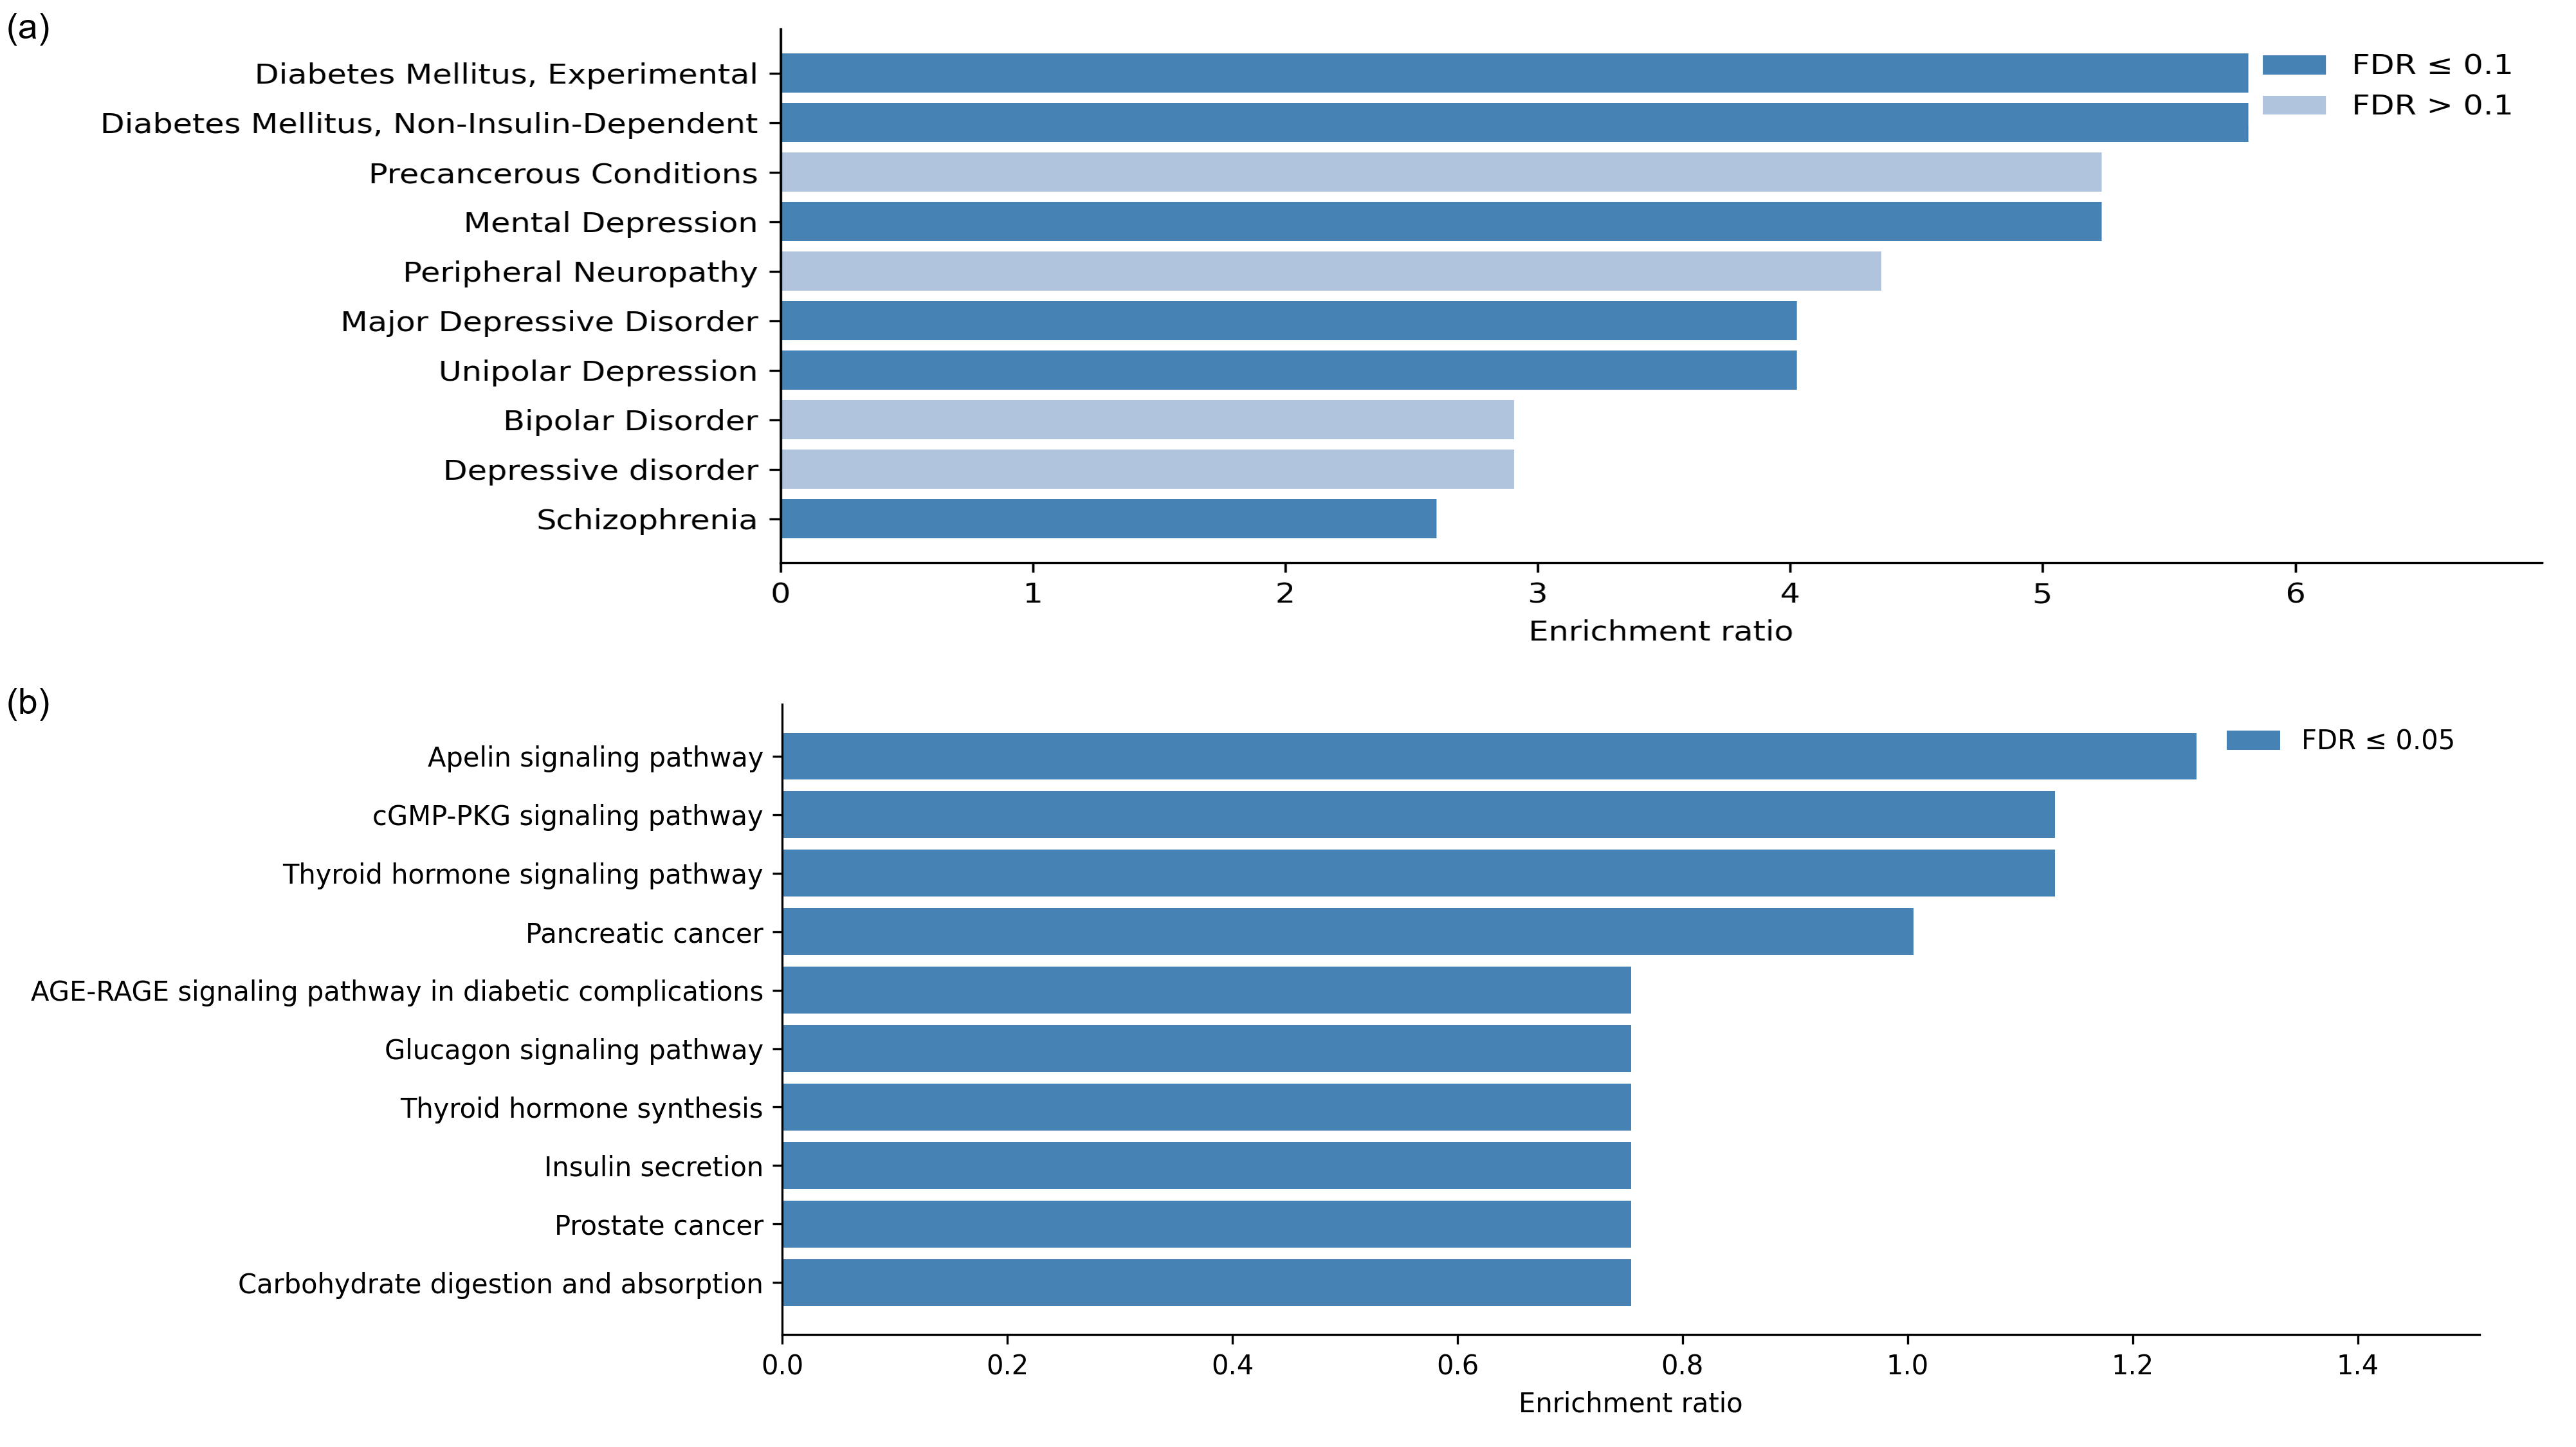 (a)
Diabetes Mellitus, Experimental
Diabetes Mellitus, Non-Insulin-Dependent
Precancerous Conditions
Mental Depression
Peripheral Neuropathy
Major Depressive Disorder
Unipolar Depression
Bipolar Disorder
Depressive disorder
Schizophrenia
FDR ≤ 0.1
FDR > 0.1
0 1 2 3 4 5 6
Enrichment ratio
(b)
Apelin signaling pathway
cGMP-PKG signaling pathway
Thyroid hormone signaling pathway
Pancreatic cancer
AGE-RAGE signaling pathway in diabetic complications
Glucagon signaling pathway
Thyroid hormone synthesis
Insulin secretion
Prostate cancer
Carbohydrate digestion and absorption
FDR ≤ 0.05
0.0 0.2 0.4 0.6 0.8 1.0 1.2 1.4
Enrichment ratio